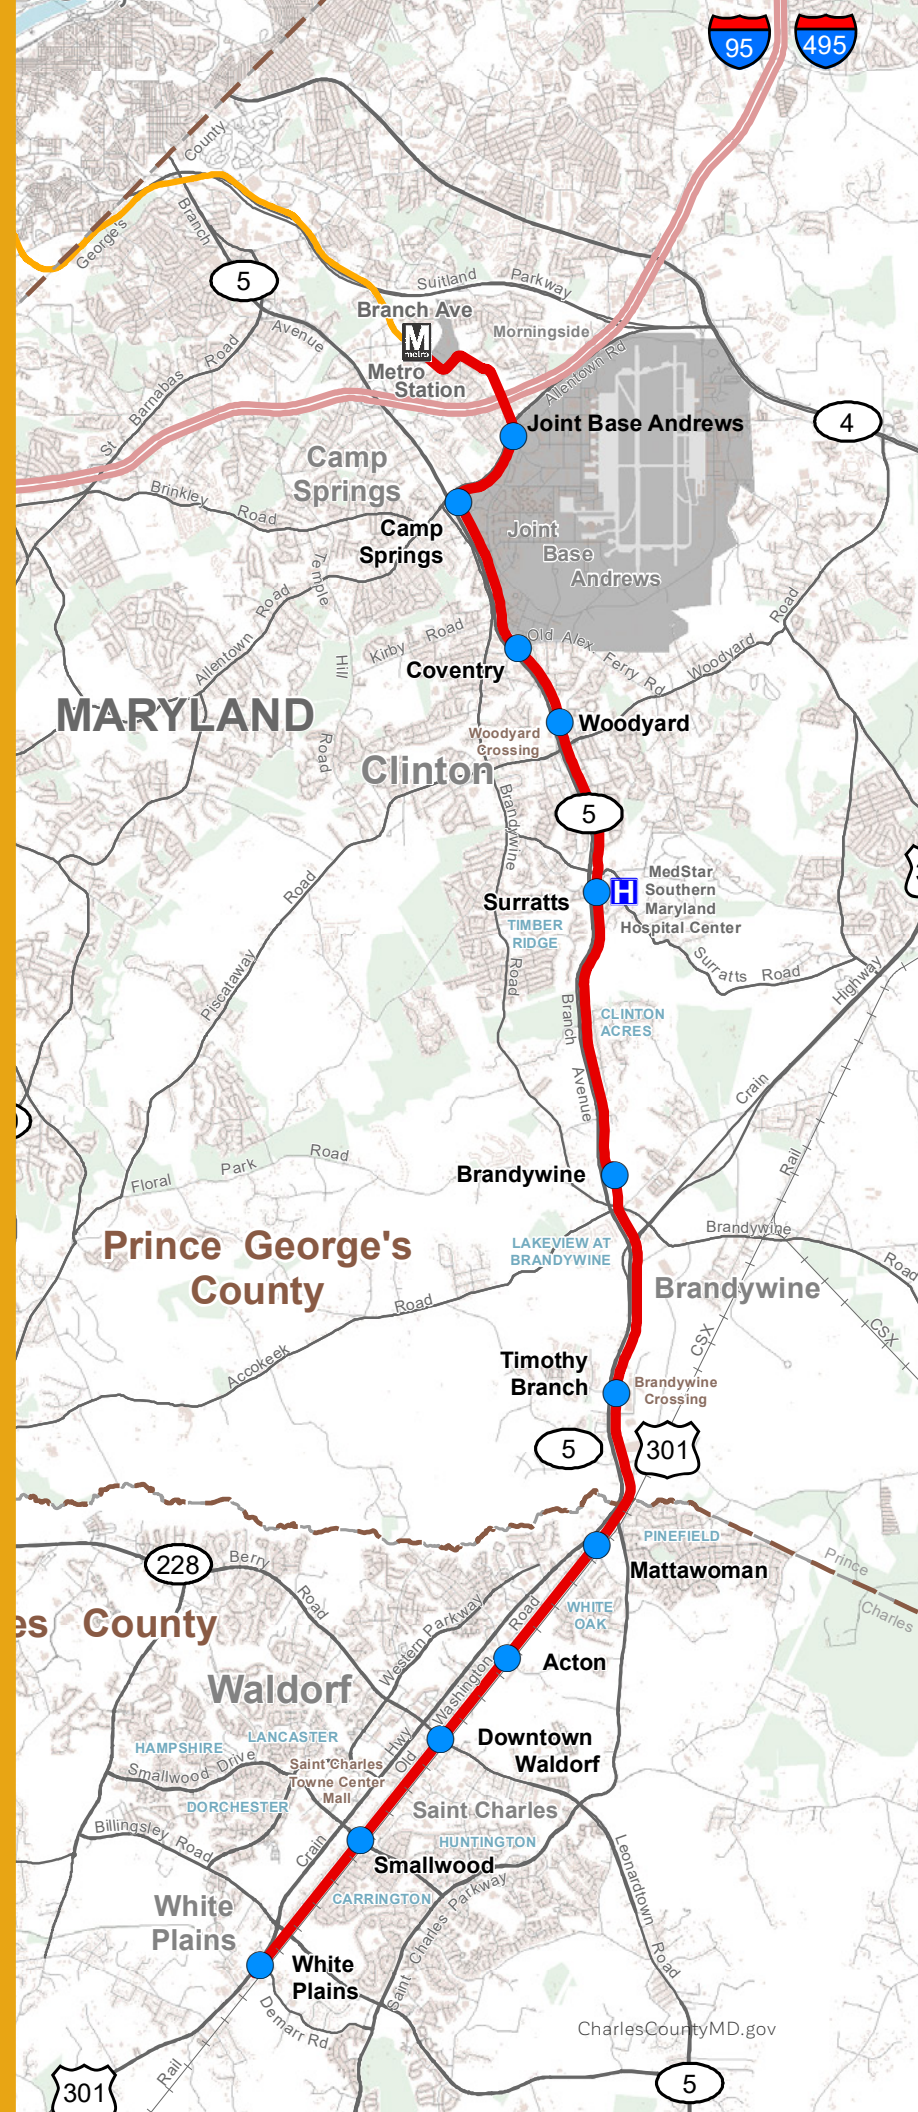 95
495
County
George's
Branch
5
Avenue
Suitland Parkway
Branch Ave
M
metro
Metro
Station
Morningside
Allentown Rd
St Barnabas Road
Joint Base Andrews
4
Camp
Springs
Brinkley Road
Camp
Springs
Joint
Base
Andrews
Temple Hill Road
Allentown Road
Kirby Road
Old Alex Ferry Rd
Woodyard Road
Coventry
MARYLAND
Woodyard
Woodyard
Crossing
Clinton
5
Brandywine Road
MedStar
Southern
Maryland
Hospital Center
H
Surratts
TIMBER
RIDGE
Piscataway Road
Surratts Road
Crain Highway
Branch Avenue
CLINTON
ACRES
Rail
Floral Park Road
Brandywine
Brandywine Road
Prince George's
County
LAKEVIEW AT
BRANDYWINE
Brandywine
Accokeek Road
CSX
CSX
Timothy
Branch
Brandywine
Crossing
5
301
PINEFIELD
Mattawoman
Prince
Charles
228
Berry Road
es County
Western Parkway
WHITE
OAK
Old Washington Road
Acton
Waldorf
Downtown
Waldorf
HAMPSHIRE
LANCASTER
Smallwood Drive
Saint Charles
Towne Center
Mall
Crain Hwy
DORCHESTER
Saint Charles
Billingsley Road
HUNTINGTON
Smallwood
CARRINGTON
Leonardtown Road
Saint Charles Parkway
White
Plains
White
Plains
Demarr Rd
CharlesCountyMD.gov
Rail
301
5